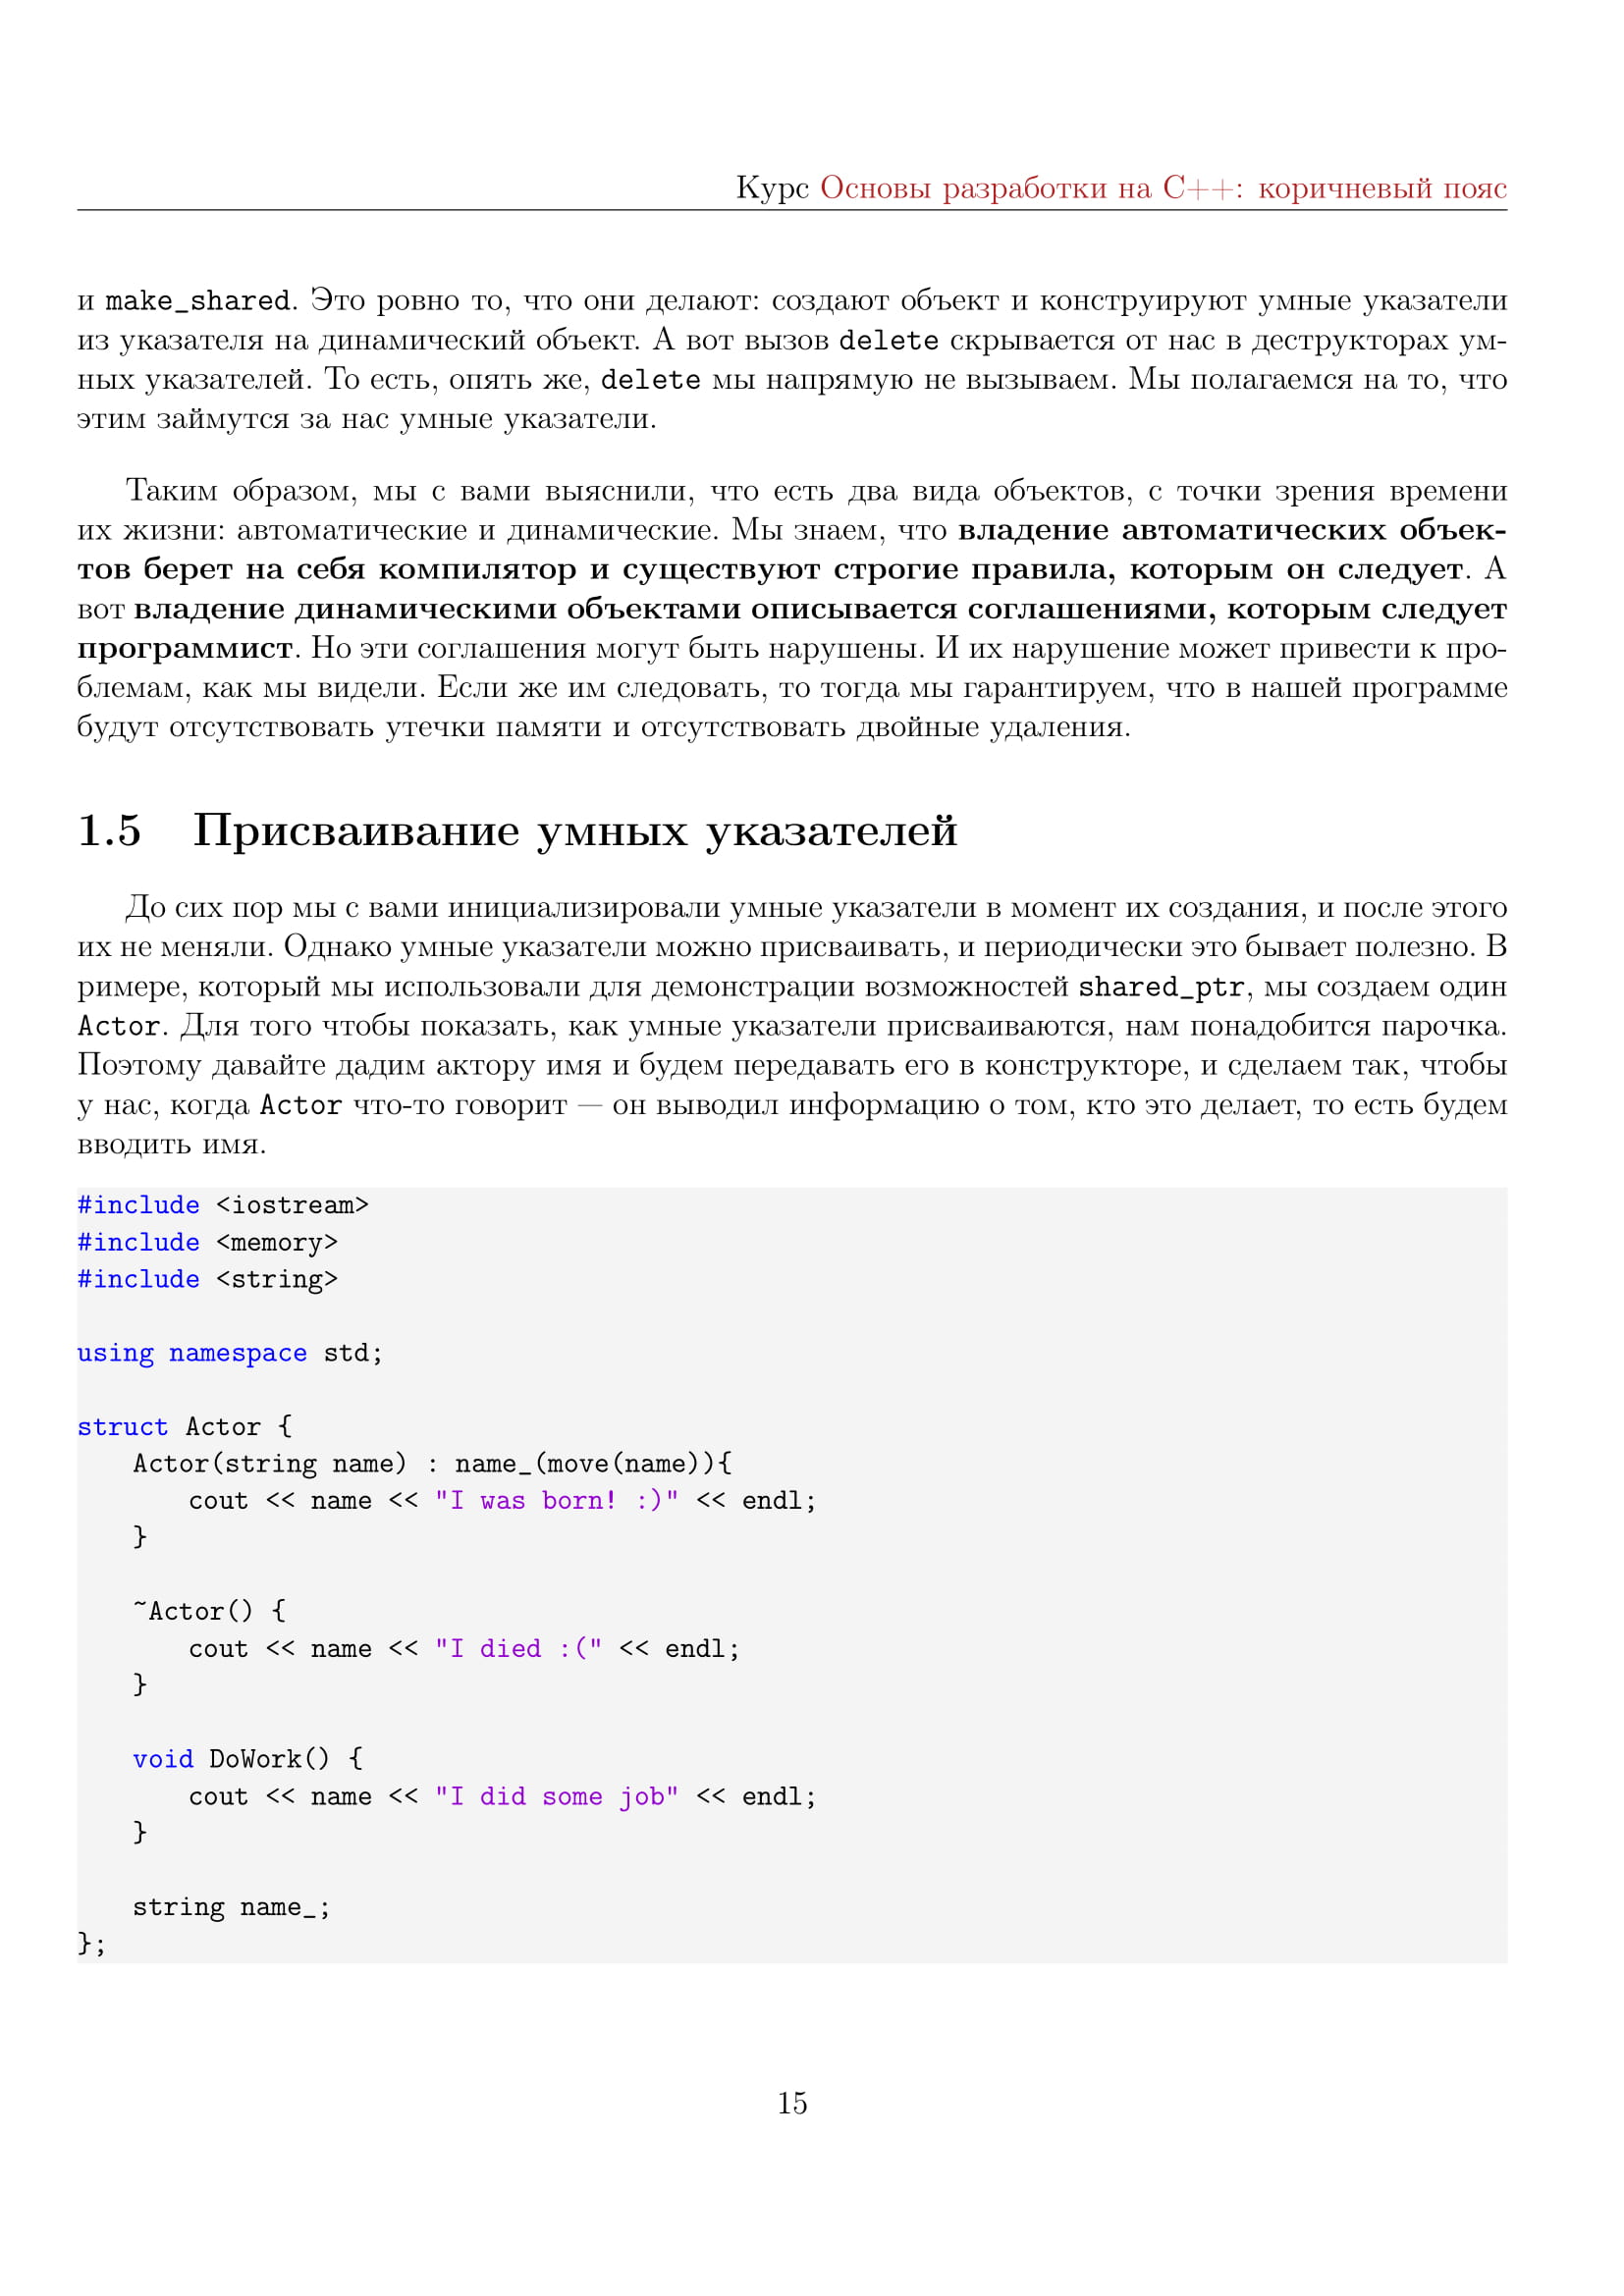 Курс Основы разработки на C++: коричневый пояс
и make_shared. Это ровно то, что они делают: создают объект и конструируют умные указатели
из указателя на динамический объект. А вот вызов delete скрывается от нас в деструкторах ум-
ных указателей. То есть, опять же, delete мы напрямую не вызываем. Мы полагаемся на то, что
этим займутся за нас умные указатели.
Таким образом, мы с вами выяснили, что есть два вида объектов, с точки зрения времени
их жизни: автоматические и динамические. Мы знаем, что владение автоматических объек-
тов берет на себя компилятор и существуют строгие правила, которым он следует. А
вот владение динамическими объектами описывается соглашениями, которым следует
программист. Но эти соглашения могут быть нарушены. И их нарушение может привести к про-
блемам, как мы видели. Если же им следовать, то тогда мы гарантируем, что в нашей программе
будут отсутствовать утечки памяти и отсутствовать двойные удаления.
1.5 Присваивание умных указателей
До сих пор мы с вами инициализировали умные указатели в момент их создания, и после этого
их не меняли. Однако умные указатели можно присваивать, и периодически это бывает полезно. В
римере, который мы использовали для демонстрации возможностей shared_ptr, мы создаем один
Actor. Для того чтобы показать, как умные указатели присваиваются, нам понадобится парочка.
Поэтому давайте дадим актору имя и будем передавать его в конструкторе, и сделаем так, чтобы
у нас, когда Actor что-то говорит — он выводил информацию о том, кто это делает, то есть будем
вводить имя.
#include <iostream>
#include <memory>
#include <string>
using namespace std;
struct Actor {
Actor(string name) : name_(move(name)){
cout << name << "I was born! :)" << endl;
}
~Actor() {
cout << name << "I died :(" << endl;
}
void DoWork() {
cout << name << "I did some job" << endl;
}
string name_;
};
15